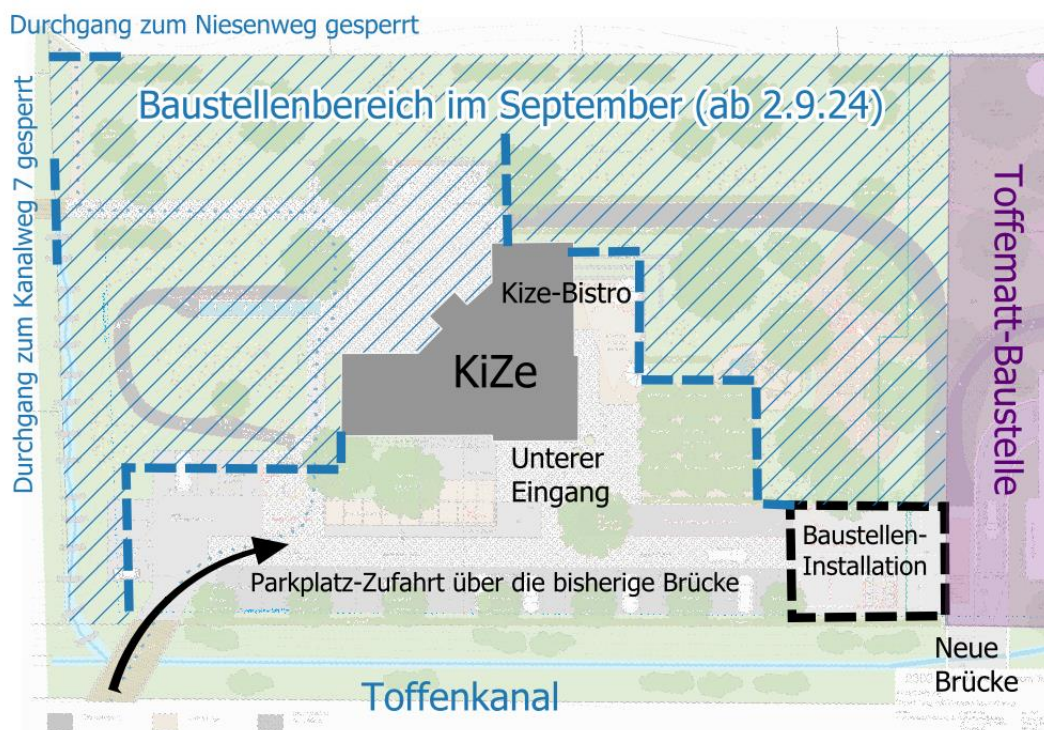 Durchgang zum Niesenweg gesperrt
Durchgang zum Kanalweg 7 gesperrt
Baustellenbereich im September (ab 2.9.24)
Toffematt-Baustelle
Kize-Bistro
KiZe
Unterer
Eingang
Baustellen-
Installation
Parkplatz-Zufahrt über die bisherige Brücke
Neue
Brücke
Toffenkanal